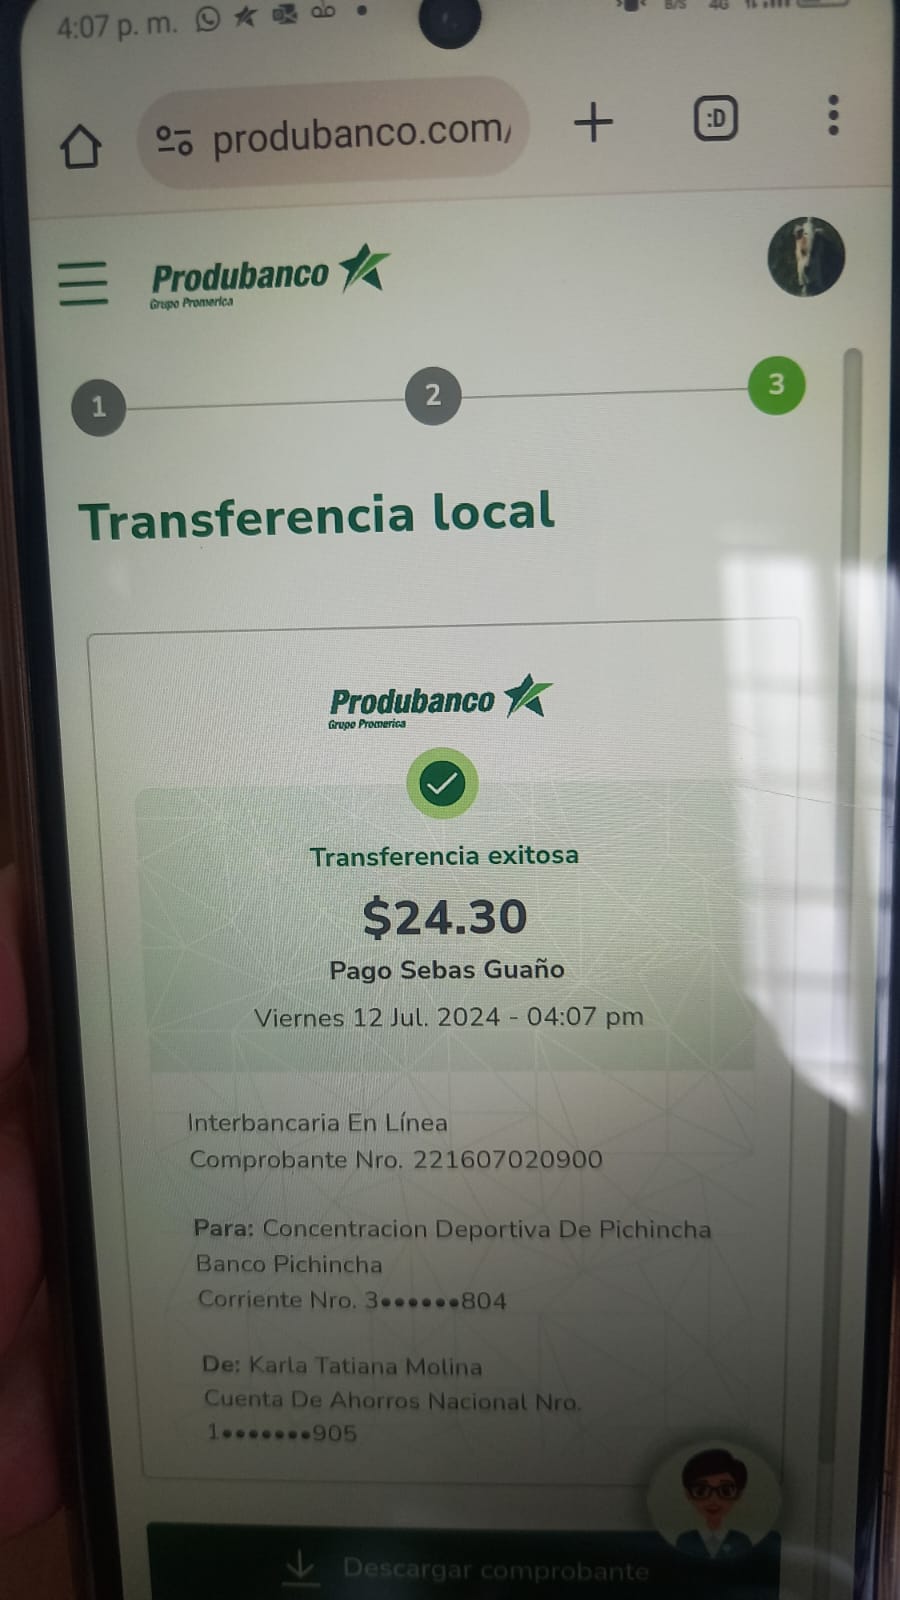 4:07 p. m.
B/S 4G
produbanco.com/
:D
Produbanco
Grupo Promerica
1
2
3
Transferencia local
Produbanco
Grupo Promerica
Transferencia exitosa
$24.30
Pago Sebas Guaño
Viernes 12 Jul. 2024 - 04:07 pm
Interbancaria En Línea
Comprobante Nro. 221607020900
Para: Concentracion Deportiva De Pichincha
Banco Pichincha
Corriente Nro. 3●●●●●●804
De: Karla Tatiana Molina
Cuenta De Ahorros Nacional Nro.
1●●●●●●●905
Descargar comprobante